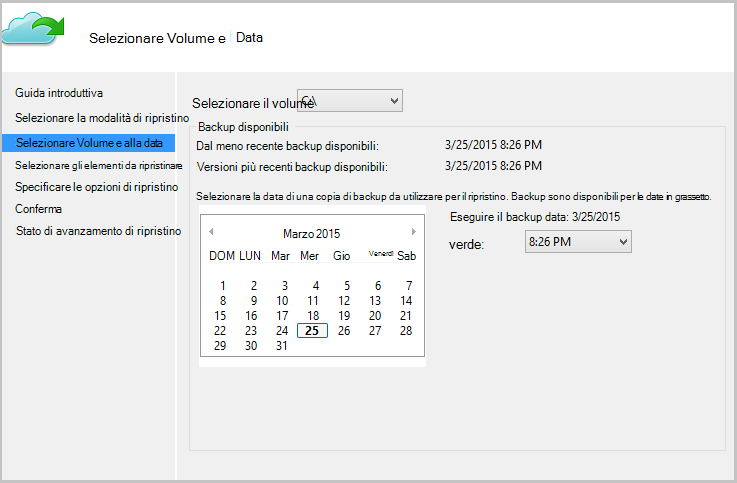 Selezionare Volume e Data
Guida introduttiva
Selezionare la modalità di ripristino
Selezionare Volume e alla data
Selezionare gli elementi da ripristinare
Specificare le opzioni di ripristino
Conferma
Stato di avanzamento di ripristino
Selezionare il volume C:\
Backup disponibili
Dal meno recente backup disponibili: 3/25/2015 8:26 PM
Versioni più recenti backup disponibili: 3/25/2015 8:26 PM
Selezionare la data di una copia di backup da utilizzare per il ripristino. Backup sono disponibili per le date in grassetto.
Marzo 2015
DOM LUN Mar Mer Gio Venerdì Sab
1 2 3 4 5 6 7
8 9 10 11 12 13 14
15 16 17 18 19 20 21
22 23 24 25 26 27 28
29 30 31
Eseguire il backup data: 3/25/2015
verde: 8:26 PM